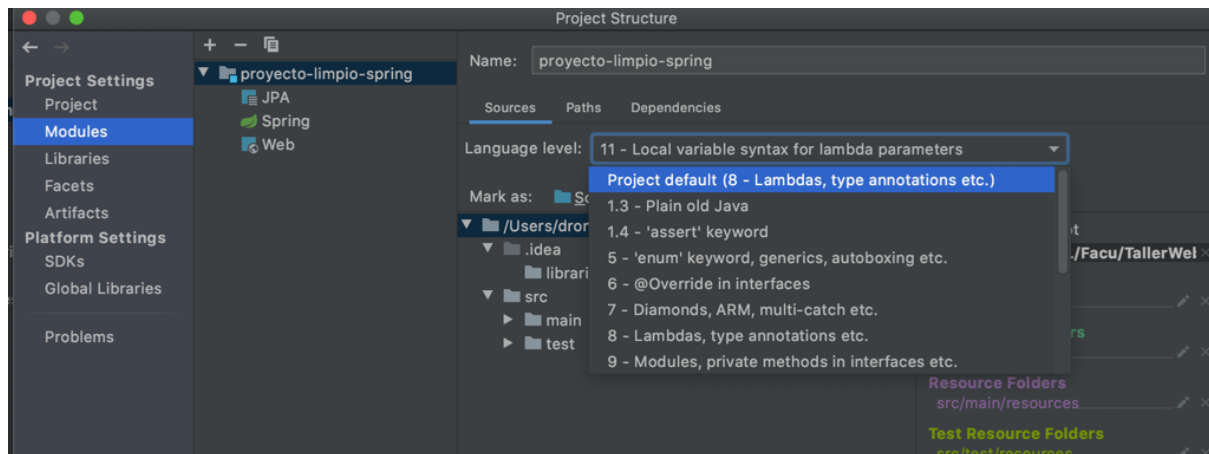 Project Structure
Project Settings
Project
Modules
Libraries
Facets
Artifacts
Platform Settings
SDKs
Global Libraries
Problems
proyecto-limpio-spring
JPA
Spring
Web
Name: proyecto-limpio-spring
Sources Paths Dependencies
Language level: 11 - Local variable syntax for lambda parameters
Project default (8 - Lambdas, type annotations etc.)
1.3 - Plain old Java
1.4 - 'assert' keyword
5 - 'enum' keyword, generics, autoboxing etc.
6 - @Override in interfaces
7 - Diamonds, ARM, multi-catch etc.
8 - Lambdas, type annotations etc.
9 - Modules, private methods in interfaces etc.
Mark as:
/Users/dror
.idea
librari
src
main
test
/Facu/TallerWel
rs
Resource Folders
src/main/resources
Test Resource Folders
src/test/resources